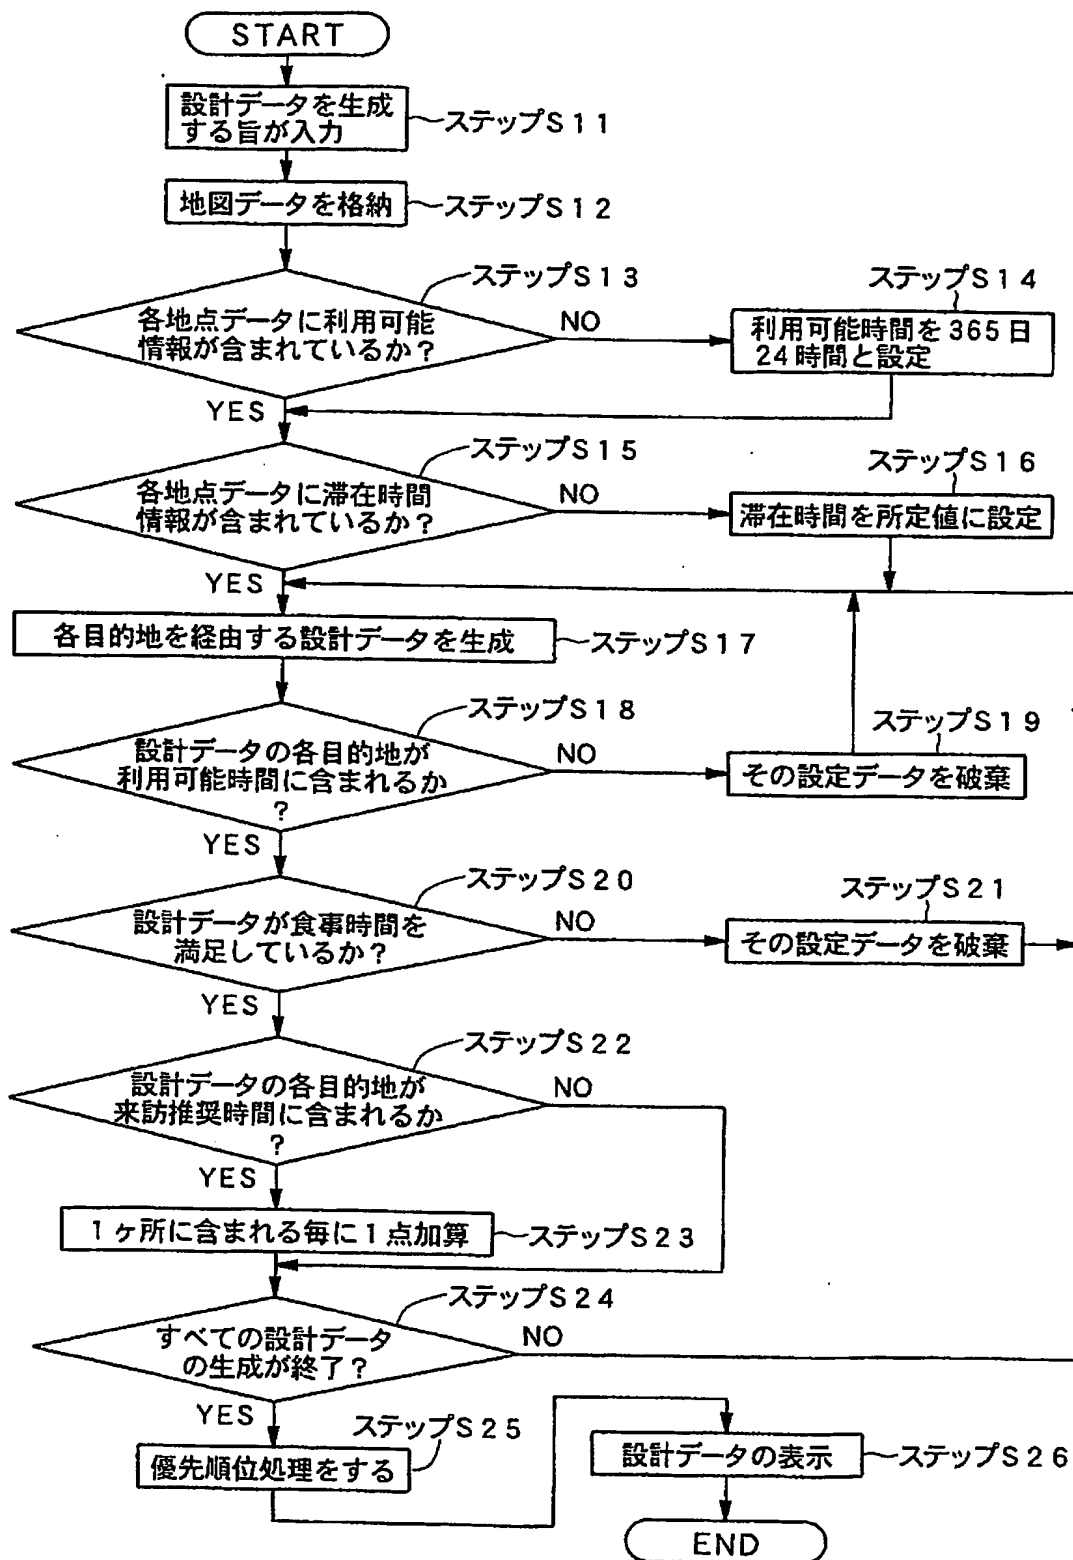 START
設計データを生成
する旨が入力
ステップS11
地図データを格納
ステップS12
ステップS13
各地点データに利用可能
情報が含まれているか？
NO
ステップS14
利用可能時間を365日
24時間と設定
YES
ステップS15
各地点データに滞在時間
情報が含まれているか？
NO
ステップS16
滞在時間を所定値に設定
YES
各目的地を経由する設計データを生成
ステップS17
ステップS18
設計データの各目的地が
利用可能時間に含まれるか
？
NO
ステップS19
その設定データを破棄
YES
ステップS20
設計データが食事時間を
満足しているか？
NO
ステップS21
その設定データを破棄
YES
ステップS22
設計データの各目的地が
来訪推奨時間に含まれるか
？
NO
YES
1ヶ所に含まれる毎に1点加算
ステップS23
ステップS24
すべての設計データ
の生成が終了？
NO
YES
ステップS25
優先順位処理をする
設計データの表示
ステップS26
END